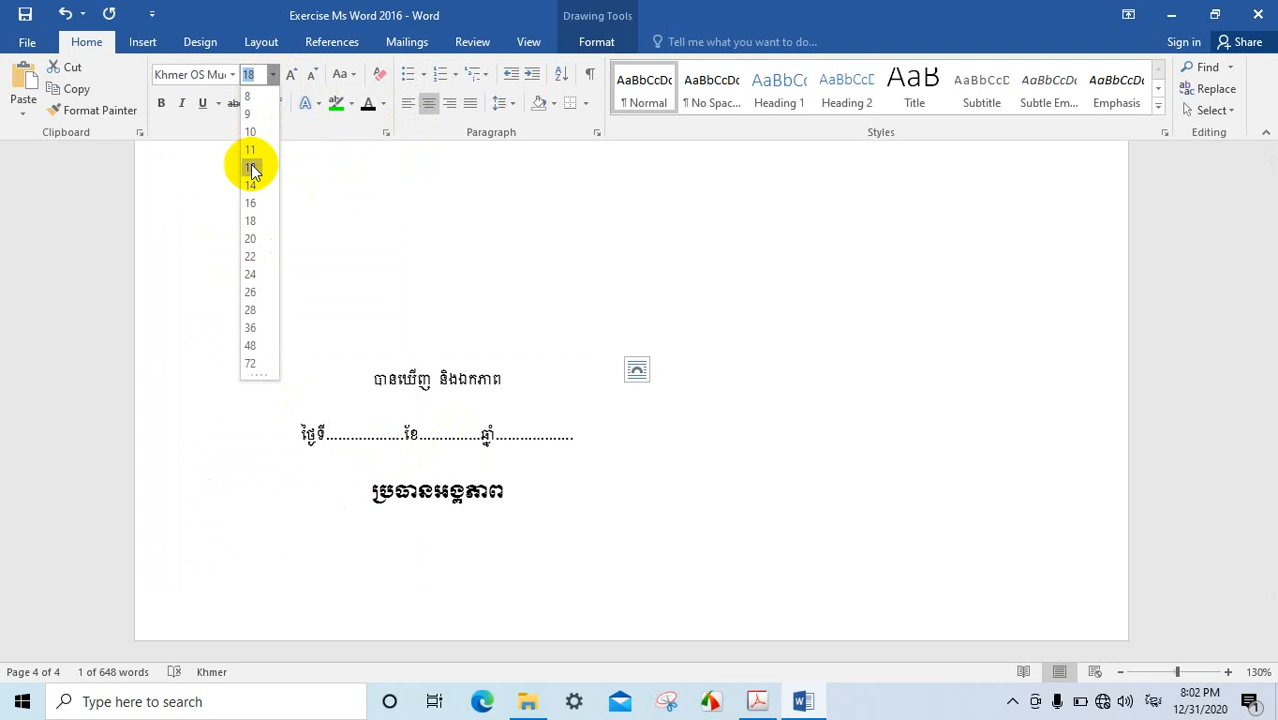 Exercise Ms Word 2016 - Word
Drawing Tools
File Home Insert Design Layout References Mailings Review View Format Tell me what you want to do... Sign in Share
Paste Cut Copy Format Painter Clipboard
Khmer OS Mu 18 Aa
Paragraph
AaBbCcDc AaBbCcDc AaBbCc AaBbCcC AaB AaBbCcD AaBbCcDc AaBbCcDc
¶ Normal ¶ No Spac... Heading Heading 2 Title Subtitle Subtle Em... Emphasis
Styles
Find Replace Select Editing
8
9
10
11
14
16
18
20
22
24
26
28
36
48
72
បានឃើញ និងឯកភាព
ថ្ងៃទី...................ខែ...............ឆ្នាំ...................
ប្រធានអង្គភាព
Page 4 of 4 1 of 648 words Khmer 130%
Type here to search
8:02 PM
12/31/2020